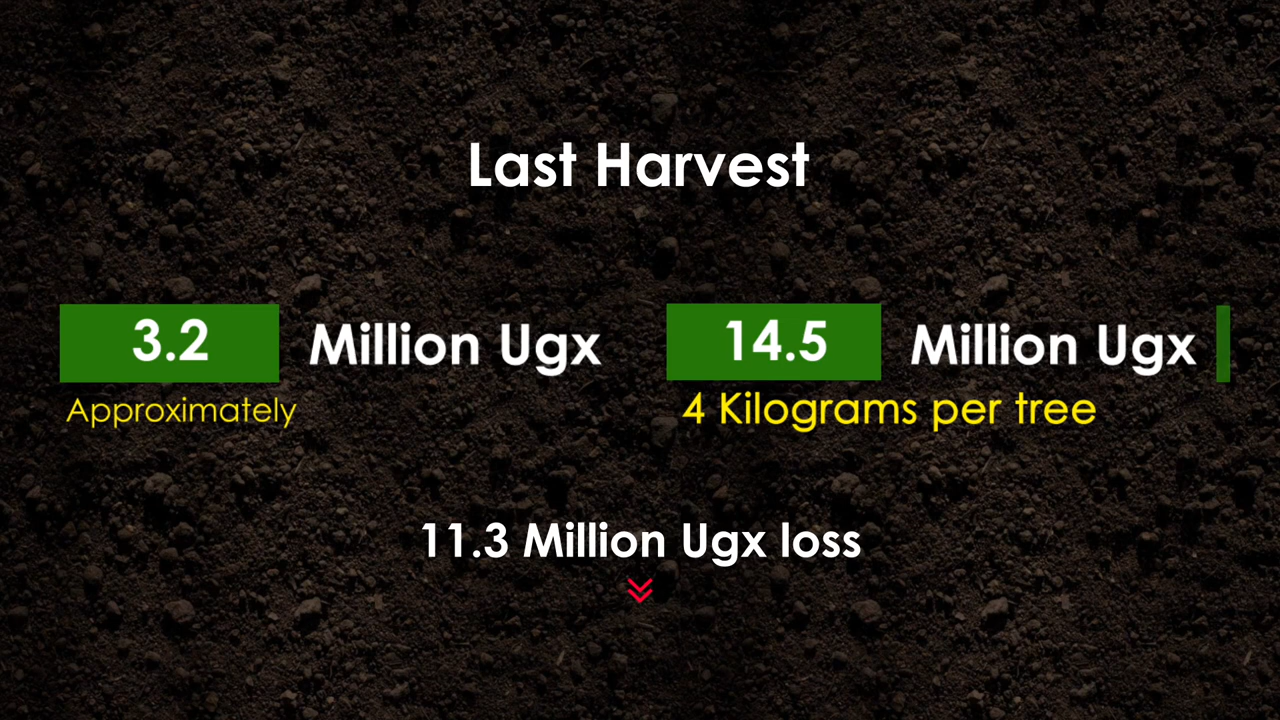 Last Harvest
3.2 Million Ugx
Approximately
14.5 Million Ugx
4 Kilograms per tree
11.3 Million Ugx loss